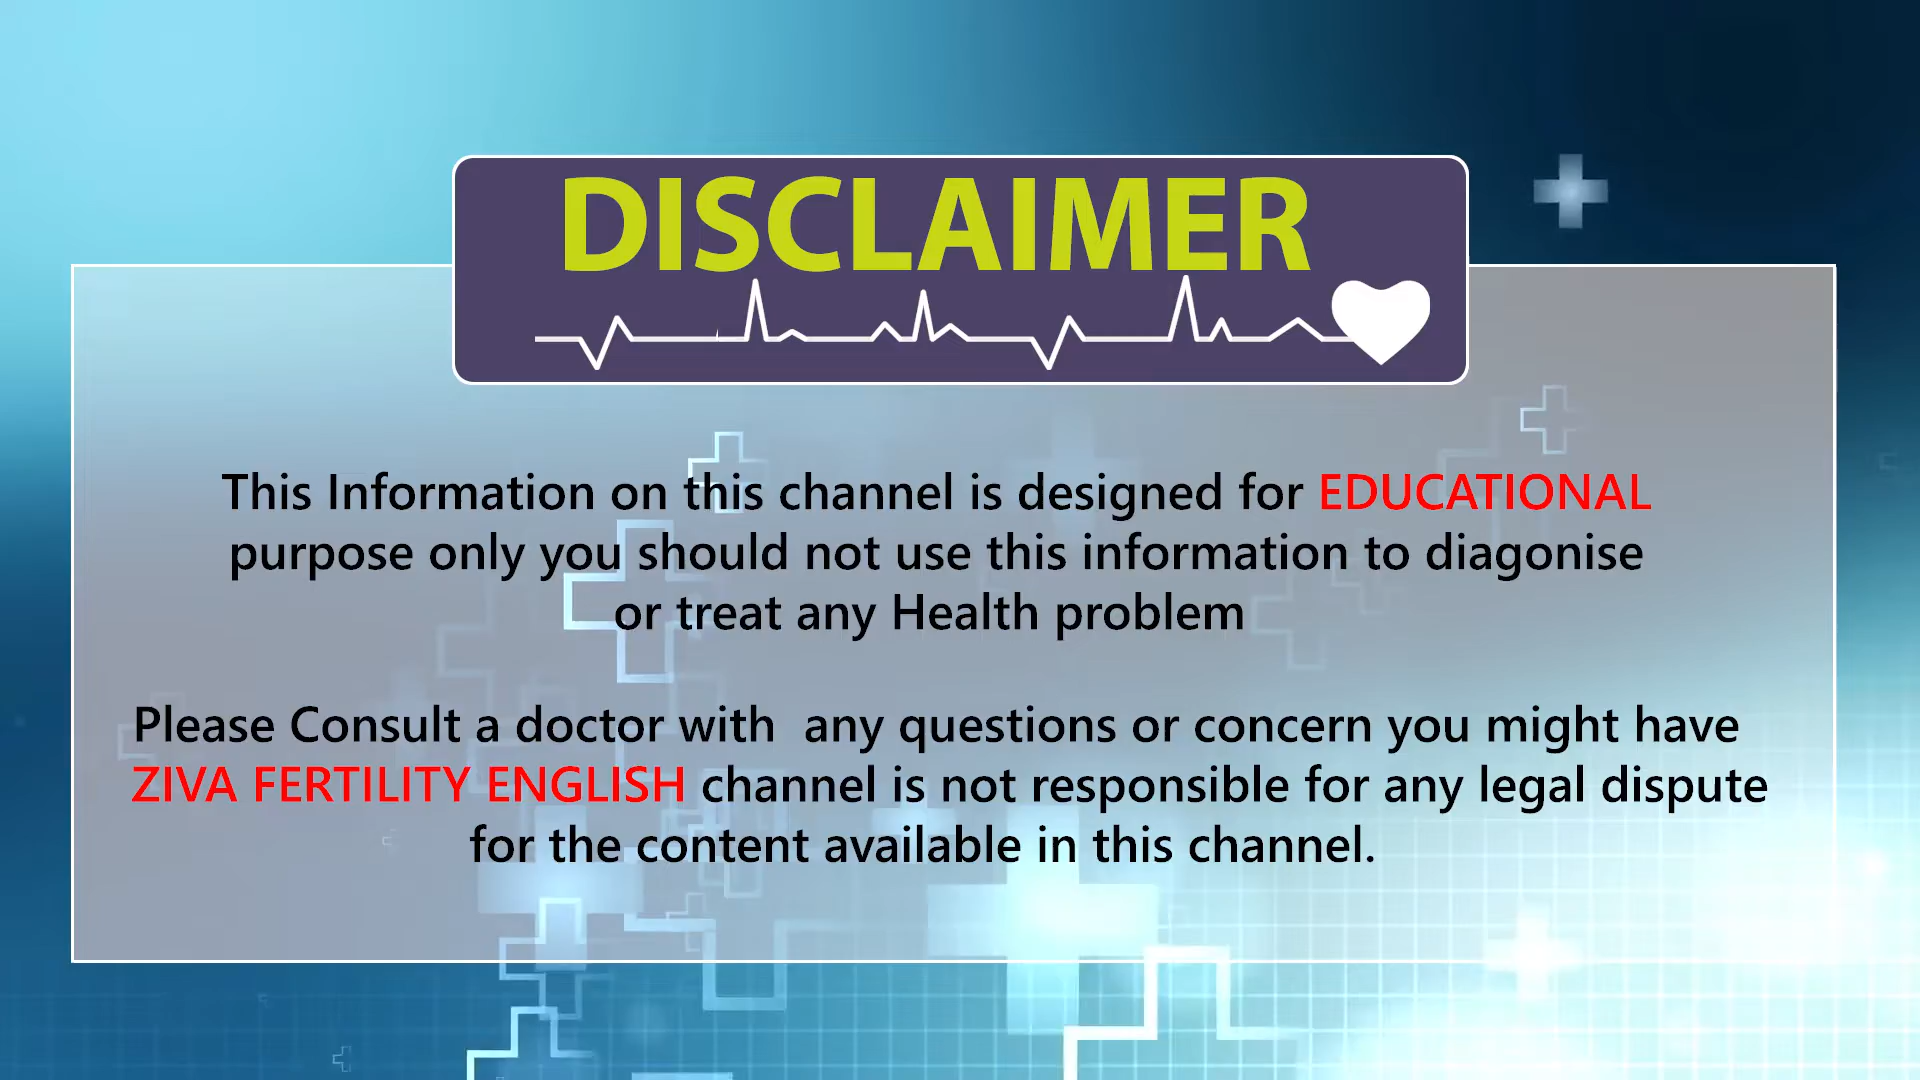 DISCLAIMER
This Information on this channel is designed for EDUCATIONAL
purpose only you should not use this information to diagonise
or treat any Health problem
Please Consult a doctor with  any questions or concern you might have
ZIVA FERTILITY ENGLISH channel is not responsible for any legal dispute
for the content available in this channel.